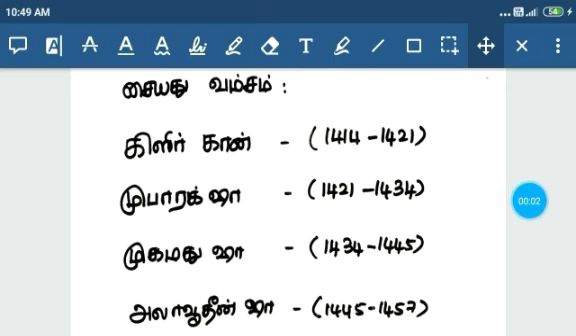 10:49 AM
54
சையது வம்சம் :
கிஸிர் கான் - (1414 - 1421)
முபாரக் ஷா - (1421 - 1434)
முகமது ஷா - (1434 - 1445)
00:02
அலாவூதீன் ஷா - (1445 - 1457)